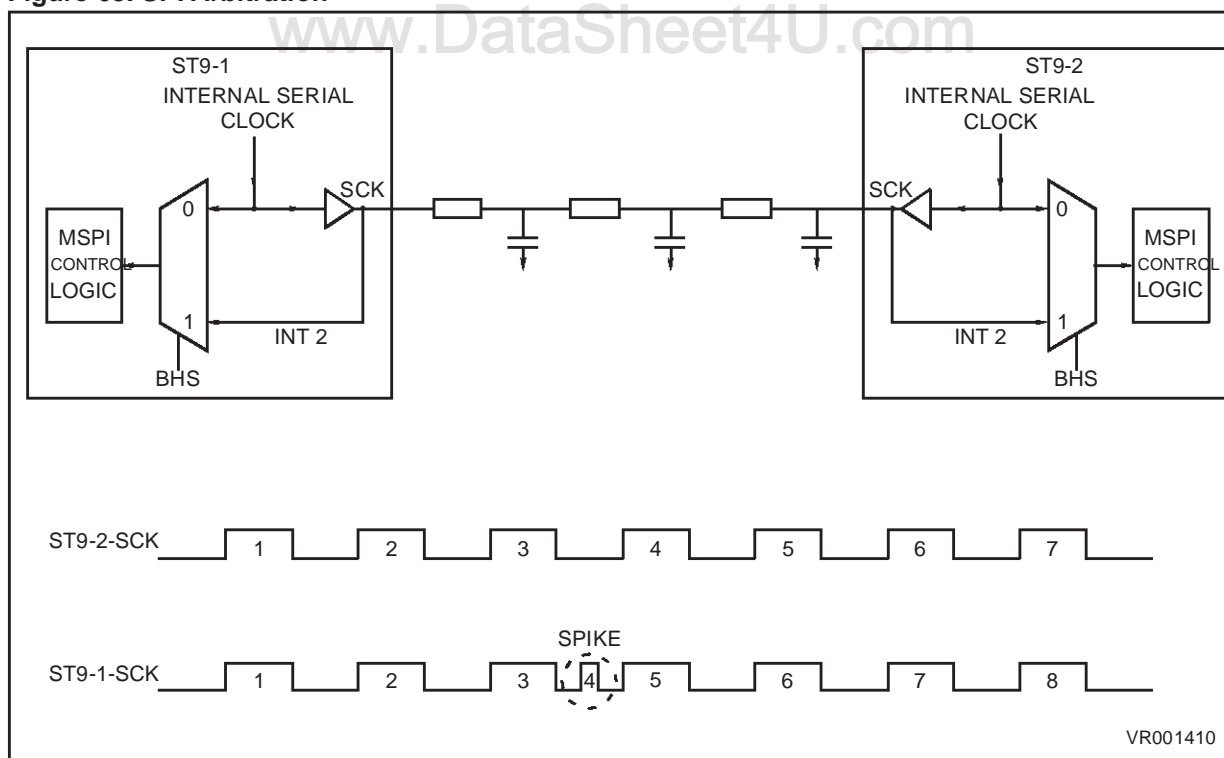 www.DataSheet4U.com
ST9-1
INTERNAL SERIAL
CLOCK
SCK
0
MSPI
CONTROL
LOGIC
1
INT 2
BHS
ST9-2
INTERNAL SERIAL
CLOCK
SCK
0
MSPI
CONTROL
LOGIC
1
INT 2
BHS
ST9-2-SCK 1 2 3 4 5 6 7
SPIKE
ST9-1-SCK 1 2 3 4 5 6 7 8
VR001410